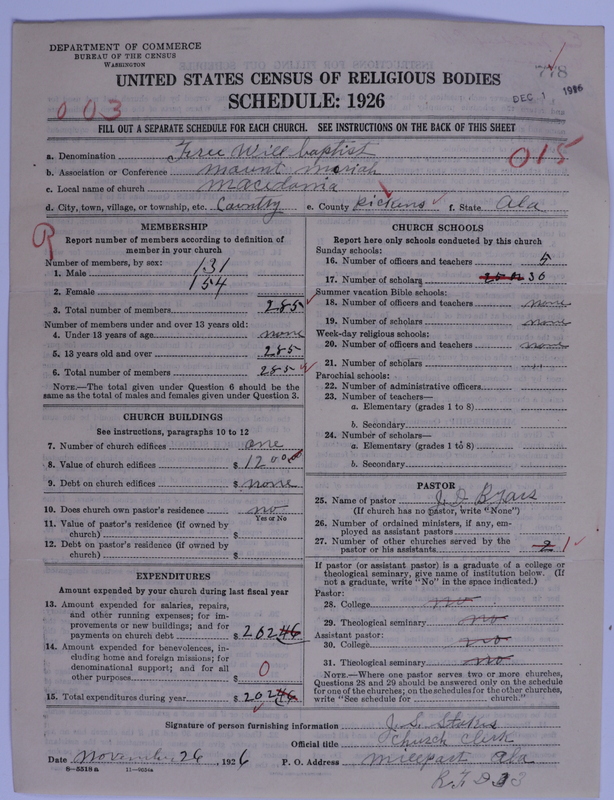 DEPARTMENT OF COMMERCE
BUREAU OF THE CENSUS
WASHINGTON
778
UNITED STATES CENSUS OF RELIGIOUS BODIES
DEC 1 1926
SCHEDULE: 1926
003
FILL OUT A SEPARATE SCHEDULE FOR EACH CHURCH. SEE INSTRUCTIONS ON THE BACK OF THIS SHEET
015
a. Denomination Free Will baptist
b. Association or Conference mount moriah
c. Local name of church macedonia
d. City, town, village, or township, etc. Country e. County Pickens f. State Ala
MEMBERSHIP
Report number of members according to definition of
member in your church
Number of members, by sex:
1. Male 131
2. Female 154
3. Total number of members 285
Number of members under and over 13 years old:
4. Under 13 years of age none
5. 13 years old and over 285
6. Total number of members 285
NOTE.—The total given under Question 6 should be the
same as the total of males and females given under Question 3.
CHURCH BUILDINGS
See instructions, paragraphs 10 to 12
7. Number of church edifices one
8. Value of church edifices $ 1200
9. Debt on church edifices $ none
10. Does church own pastor's residence no
Yes or No
11. Value of pastor's residence (if owned by
church) $
12. Debt on pastor's residence (if owned by
church) $
EXPENDITURES
Amount expended by your church during last fiscal year
13. Amount expended for salaries, repairs,
and other running expenses; for im-
provements or new buildings; and for
payments on church debt $ 20246
14. Amount expended for benevolences, in-
cluding home and foreign missions; for
denominational support; and for all
other purposes $ 0
15. Total expenditures during year $ 20246
CHURCH SCHOOLS
Report here only schools conducted by this church
Sunday schools:
16. Number of officers and teachers 5
17. Number of scholars 30
Summer vacation Bible schools:
18. Number of officers and teachers none
19. Number of scholars none
Week-day religious schools:
20. Number of officers and teachers none
21. Number of scholars
Parochial schools:
22. Number of administrative officers
23. Number of teachers—
a. Elementary (grades 1 to 8)
b. Secondary
24. Number of scholars—
a. Elementary (grades 1 to 8)
b. Secondary
PASTOR
25. Name of pastor J. D.
(If church has no pastor, write "None")
26. Number of ordained ministers, if any, em-
ployed as assistant pastors
27. Number of other churches served by the
pastor or his assistants 2 1
If pastor (or assistant pastor) is a graduate of a college or
theological seminary, give name of institution below. (If
not a graduate, write "No" in the space indicated.)
Pastor:
28. College no
29. Theological seminary no
Assistant pastor:
30. College no
31. Theological seminary no
NOTE.—Where one pastor serves two or more churches,
Questions 28 and 29 should be answered only on the schedule
for one of the churches; on the schedules for the other churches,
write "See schedule for church."
Signature of person furnishing information J. S. Stokes
Official title Church Clerk
Date November 26, 1926 P. O. Address Millport Ala
8-5518 a
R.F.D 3